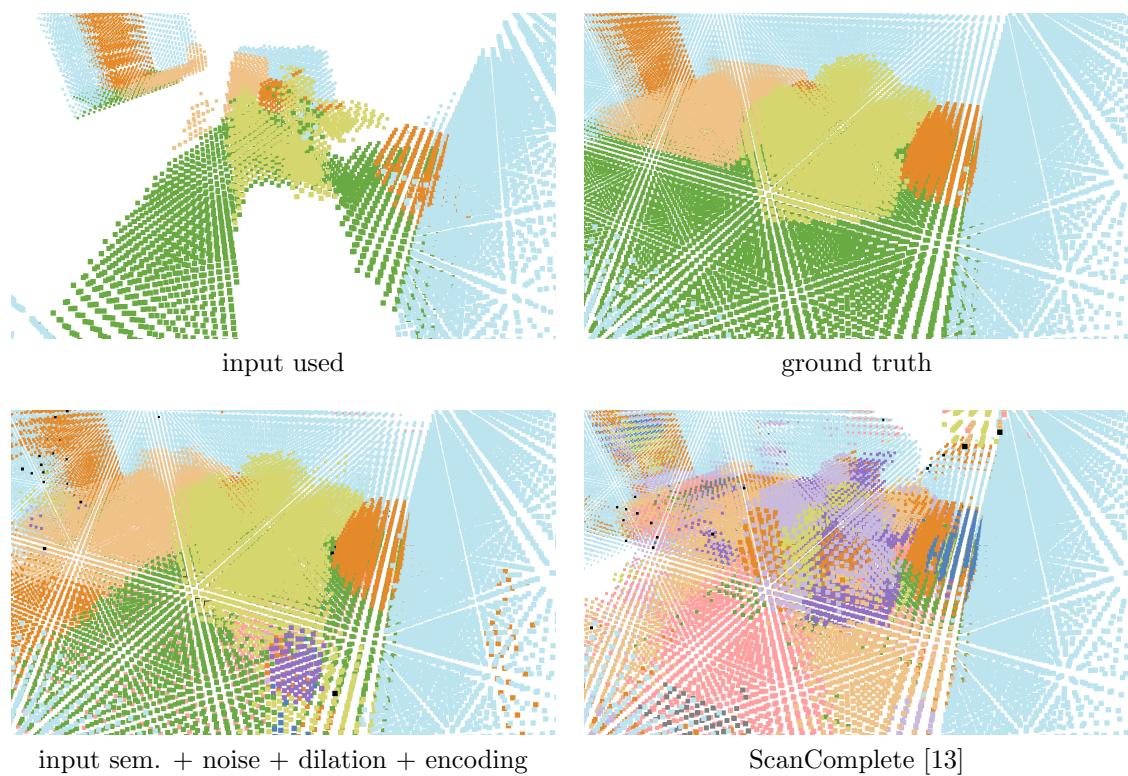 input used
ground truth
input sem. + noise + dilation + encoding
ScanComplete [13]